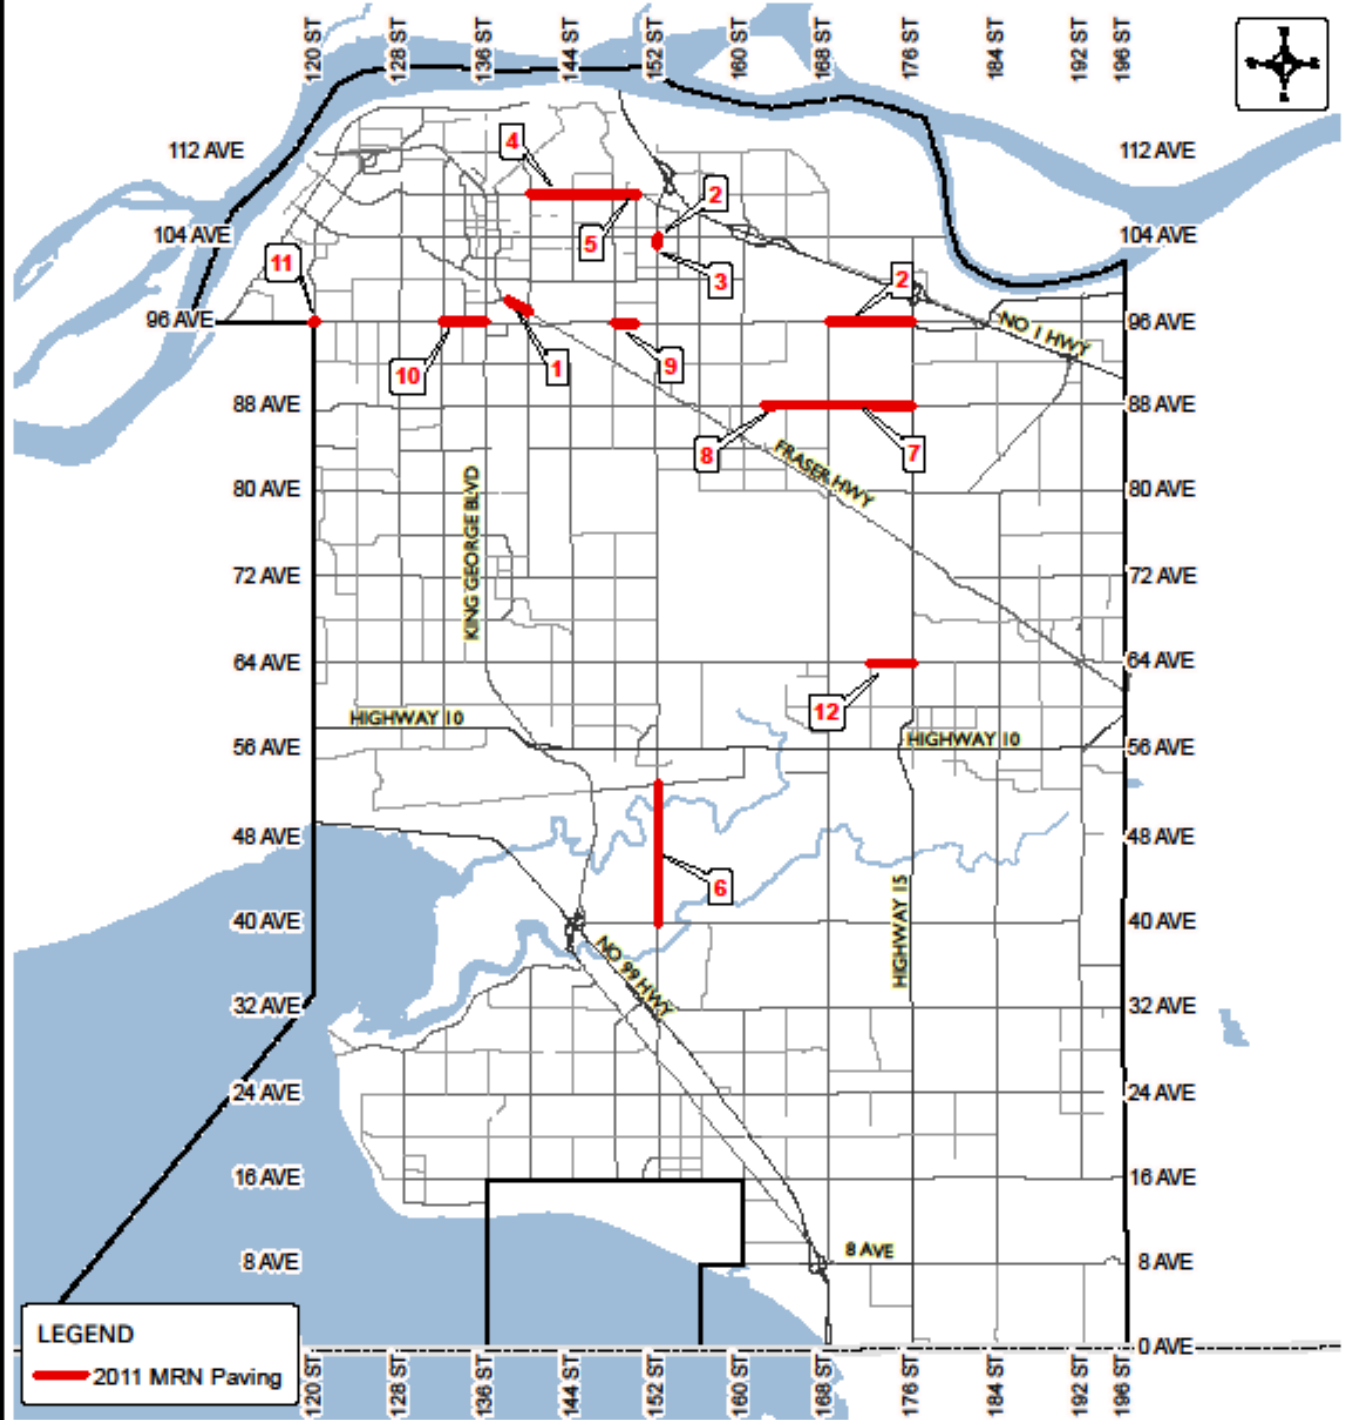 120 ST
128 ST
136 ST
144 ST
152 ST
160 ST
168 ST
176 ST
184 ST
192 ST
196 ST
112 AVE
4
112 AVE
2
104 AVE
5
104 AVE
11
3
2
96 AVE
96 AVE
NO 1 HWY
10
1
9
88 AVE
88 AVE
8
7
FRASER HWY
80 AVE
80 AVE
KING GEORGE BLVD
72 AVE
72 AVE
64 AVE
64 AVE
12
HIGHWAY 10
HIGHWAY 10
56 AVE
56 AVE
48 AVE
48 AVE
6
HIGHWAY 15
40 AVE
40 AVE
NO 99 HWY
32 AVE
32 AVE
24 AVE
24 AVE
16 AVE
16 AVE
8 AVE
8 AVE
8 AVE
LEGEND
2011 MRN Paving
0 AVE
120 ST
128 ST
136 ST
144 ST
152 ST
160 ST
168 ST
176 ST
184 ST
192 ST
196 ST